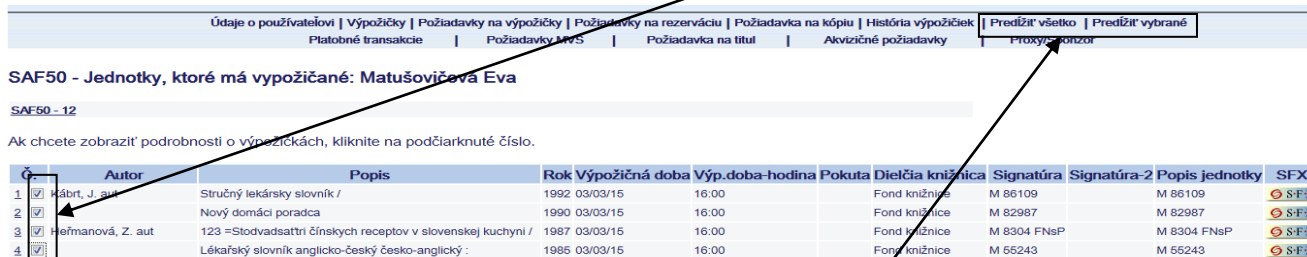 Údaje o používateľovi | Výpožičky | Požiadavky na výpožičky | Požiadavky na rezerváciu | Požiadavka na kópiu | História výpožičiek | Predĺžiť všetko | Predĺžiť vybrané
Platobné transakcie | Požiadavky MVS | Požiadavka na titul | Akvizičné požiadavky | Proxy/Sponzor
SAF50 - Jednotky, ktoré má vypožičané: Matušovičová Eva
SAF50 - 12
Ak chcete zobraziť podrobnosti o výpožičkách, kliknite na podčiarknuté číslo.
Č. Autor Popis Rok Výpožičná doba Výp.doba-hodina Pokuta Dielčia knižnica Signatúra Signatúra-2 Popis jednotky SFX
1 Kábrt, J. aut Stručný lekársky slovník / 1992 03/03/15 16:00 Fond knižnice M 86109 M 86109 S·F
2 Nový domáci poradca 1990 03/03/15 16:00 Fond knižnice M 82987 M 82987 S·F
3 Heřmanová, Z. aut 123 =Stodvadsaťtri čínskych receptov v slovenskej kuchyni / 1987 03/03/15 16:00 Fond knižnice M 8304 FNsP M 8304 FNsP S·F
4 Lékařský slovník anglicko-český česko-anglický : 1985 03/03/15 16:00 Fond knižnice M 55243 M 55243 S·F